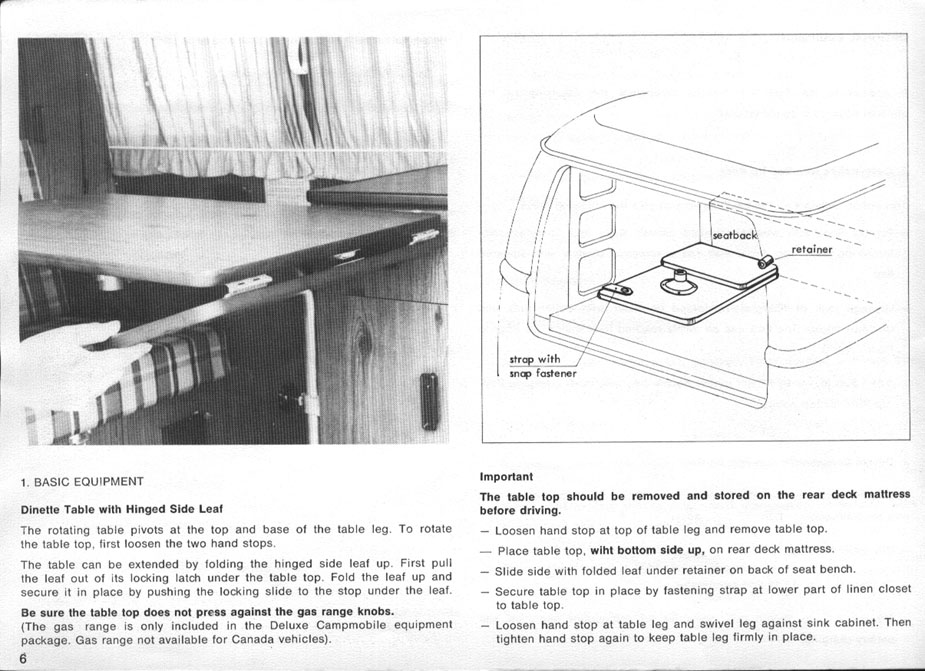 seatback
retainer
strap with
snap fastener
1. BASIC EQUIPMENT
Dinette Table with Hinged Side Leaf
The rotating table pivots at the top and base of the table leg. To rotate
the table top, first loosen the two hand stops.
The table can be extended by folding the hinged side leaf up. First pull
the leaf out of its locking latch under the table top. Fold the leaf up and
secure it in place by pushing the locking slide to the stop under the leaf.
Be sure the table top does not press against the gas range knobs.
(The gas range is only included in the Deluxe Campmobile equipment
package. Gas range not available for Canada vehicles).
6
Important
The table top should be removed and stored on the rear deck mattress
before driving.
— Loosen hand stop at top of table leg and remove table top.
— Place table top, wiht bottom side up, on rear deck mattress.
— Slide side with folded leaf under retainer on back of seat bench.
— Secure table top in place by fastening strap at lower part of linen closet
to table top.
— Loosen hand stop at table leg and swivel leg against sink cabinet. Then
tighten hand stop again to keep table leg firmly in place.